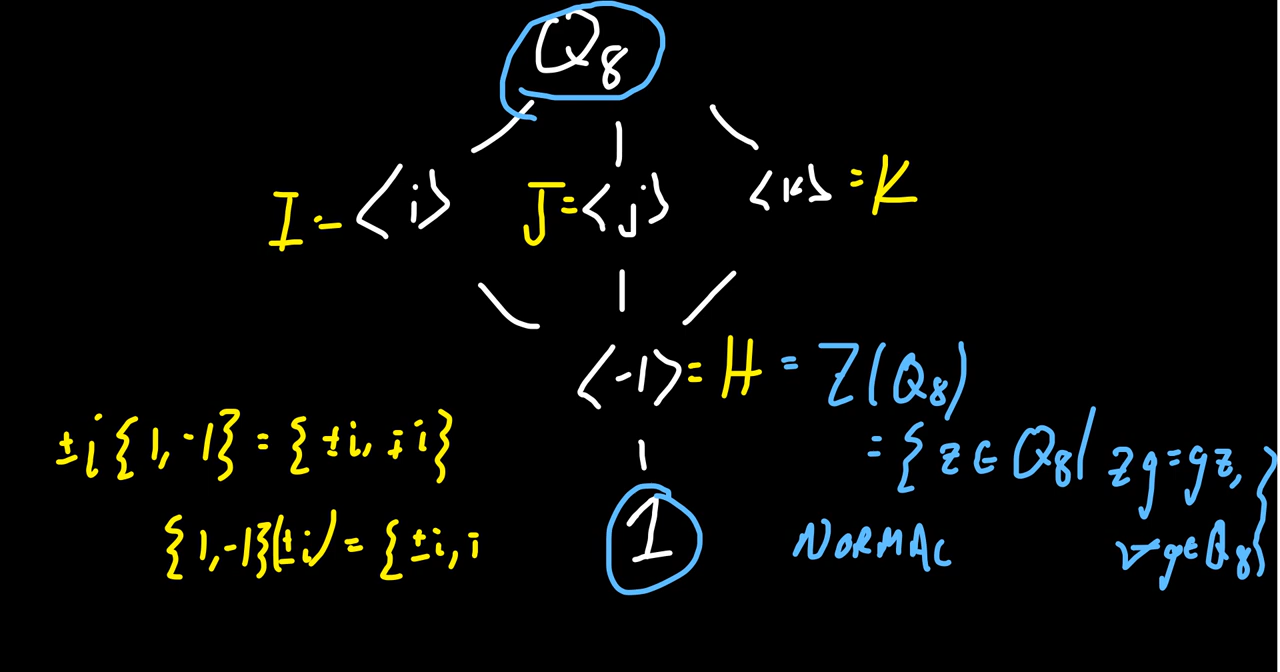 Q₈
I = <i> J = <j> <k> = K
<-1> = H = Z(Q₈)
±i{1,-1} = {±i, ∓i} = {z ∈ Q₈ | zg = gz,
{1,-1}(±i) = {±i, ∓ 1 NORMAL ∀g∈Q₈}